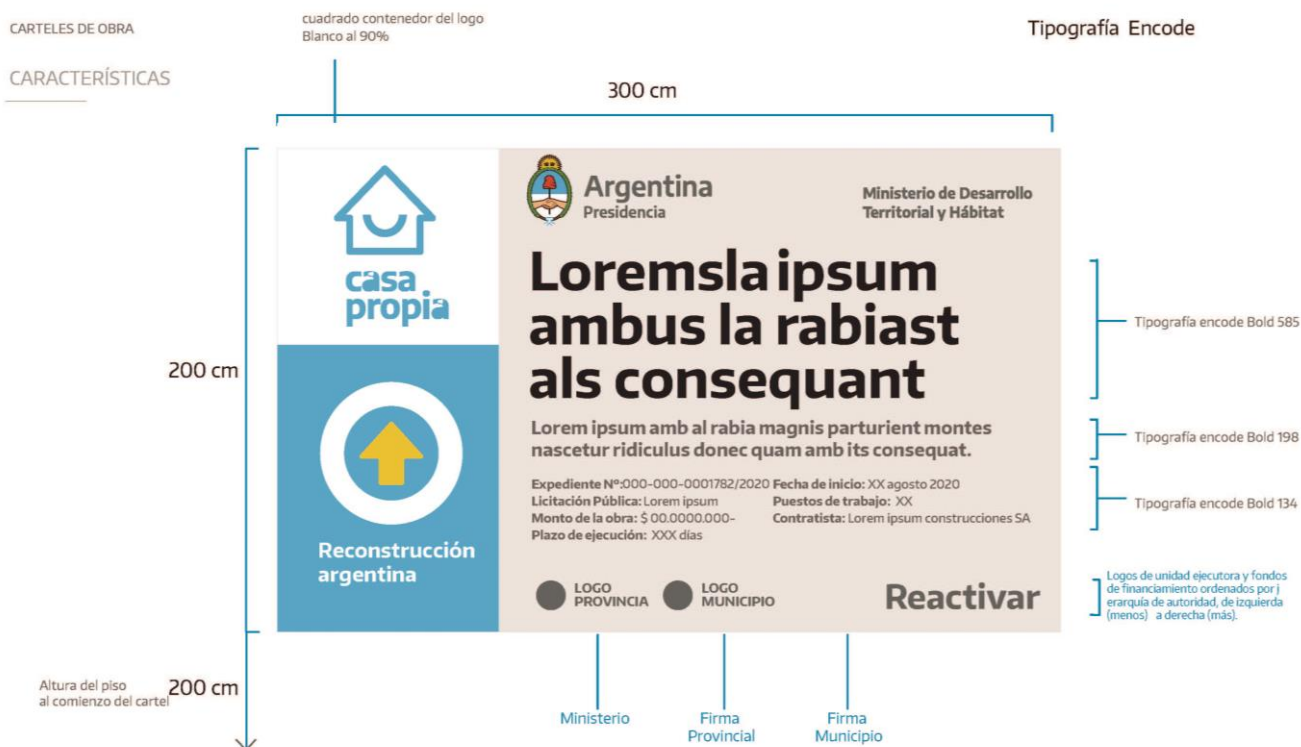 CARTELES DE OBRA
CARACTERÍSTICAS
cuadrado contenedor del logo
Blanco al 90%
Tipografía Encode
300 cm
200 cm
casa
propia
Reconstrucción
argentina
Argentina
Presidencia
Ministerio de Desarrollo
Territorial y Hábitat
Loremsla ipsum
ambus la rabiast
als consequant
Lorem ipsum amb al rabia magnis parturient montes
nascetur ridiculus donec quam amb its consequat.
Expediente Nº:000-000-0001782/2020 Fecha de inicio: XX agosto 2020
Licitación Pública: Lorem ipsum Puestos de trabajo: XX
Monto de la obra: $ 00.0000.000- Contratista: Lorem ipsum construcciones SA
Plazo de ejecución: XXX días
LOGO
PROVINCIA
LOGO
MUNICIPIO
Reactivar
Tipografía encode Bold 585
Tipografía encode Bold 198
Tipografía encode Bold 134
Logos de unidad ejecutora y fondos
de financiamiento ordenados por j
erarquía de autoridad, de izquierda
(menos) a derecha (más).
Altura del piso
al comienzo del cartel
200 cm
Ministerio
Firma
Provincial
Firma
Municipio